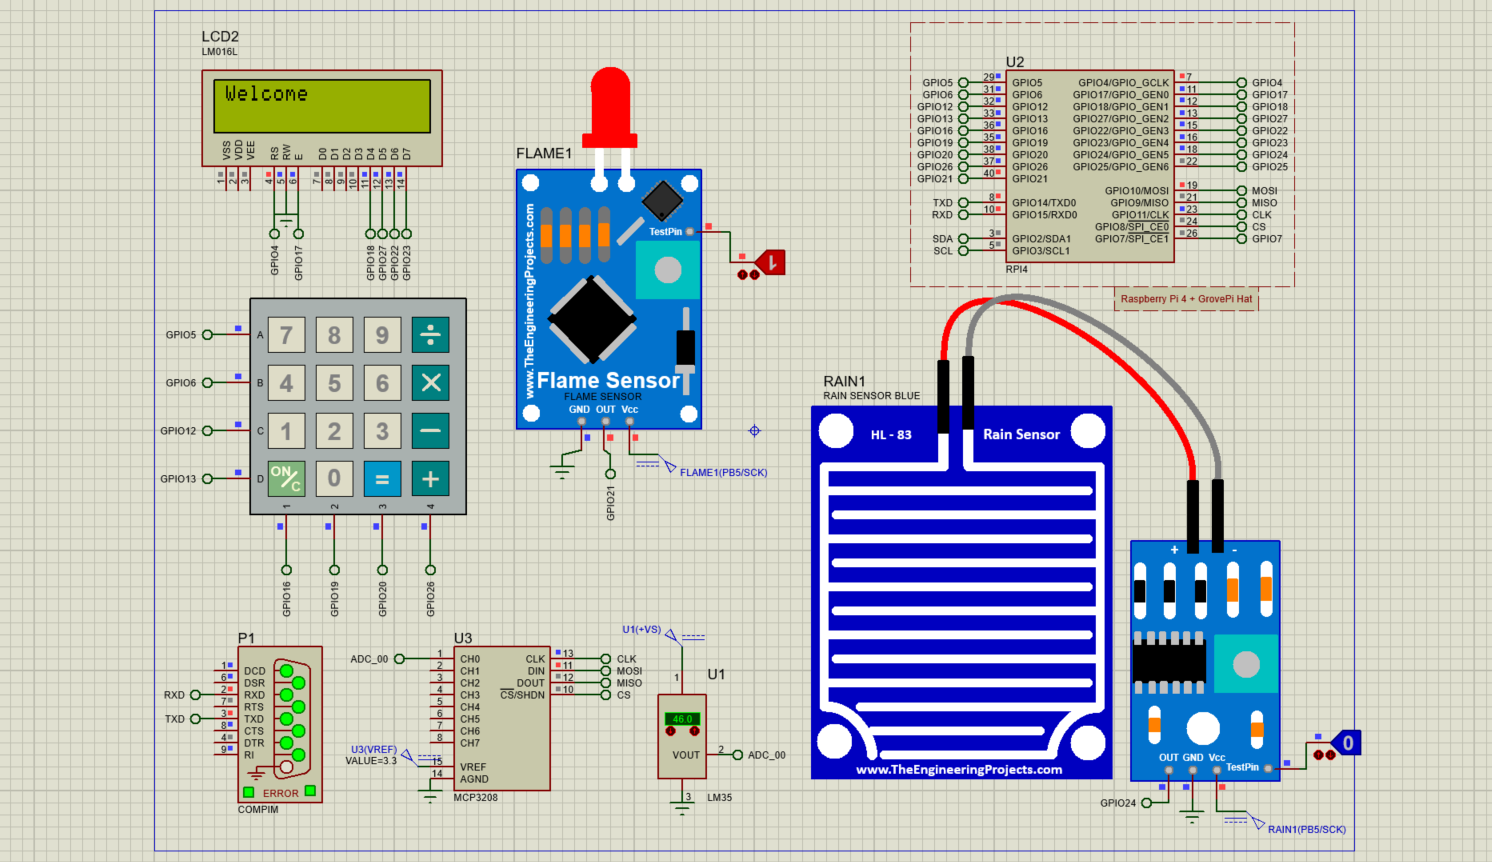 LCD2
LM016L
Welcome
VSS VDD VEE RS RW E D0 D1 D2 D3 D4 D5 D6 D7
1 2 3 4 5 6 7 8 9 10 11 12 13 14
GPIO4 GPIO17 GPIO18 GPIO27 GPIO22 GPIO23
GPIO5 A 7 8 9 ÷
GPIO6 B 4 5 6 ×
GPIO12 C 1 2 3 −
GPIO13 D ON/C 0 = +
1 2 3 4
GPIO16 GPIO19 GPIO20 GPIO26
FLAME1
www.TheEngineeringProjects.com
TestPin
1
Flame Sensor
FLAME SENSOR
GND OUT Vcc
FLAME1(PB5/SCK)
GPIO21
U2
GPIO5 29 GPIO5 GPIO4/GPIO_GCLK 7 GPIO4
GPIO6 31 GPIO6 GPIO17/GPIO_GEN0 11 GPIO17
GPIO12 32 GPIO12 GPIO18/GPIO_GEN1 12 GPIO18
GPIO13 33 GPIO13 GPIO27/GPIO_GEN2 13 GPIO27
GPIO16 36 GPIO16 GPIO22/GPIO_GEN3 15 GPIO22
GPIO19 35 GPIO19 GPIO23/GPIO_GEN4 16 GPIO23
GPIO20 38 GPIO20 GPIO24/GPIO_GEN5 18 GPIO24
GPIO26 37 GPIO26 GPIO25/GPIO_GEN6 22 GPIO25
GPIO21 40 GPIO21
GPIO10/MOSI 19 MOSI
TXD 8 GPIO14/TXD0 GPIO9/MISO 21 MISO
RXD 10 GPIO15/RXD0 GPIO11/CLK 23 CLK
GPIO8/SPI_CE0 24 CS
SDA 3 GPIO2/SDA1 GPIO7/SPI_CE1 26 GPIO7
SCL 5 GPIO3/SCL1
RPI4
Raspberry Pi 4 + GrovePi Hat
RAIN1
RAIN SENSOR BLUE
HL - 83 Rain Sensor
www.TheEngineeringProjects.com
+ -
OUT GND Vcc
TestPin
0
GPIO24
RAIN1(PB5/SCK)
P1
1 DCD
6 DSR
RXD 2 RXD
7 RTS
TXD 3 TXD
8 CTS
4 DTR
9 RI
ERROR
COMPIM
U3
ADC_00 1 CH0 CLK 13 CLK
2 CH1 DIN 11 MOSI
3 CH2 DOUT 12 MISO
4 CH3 CS/SHDN 10 CS
5 CH4
6 CH5
7 CH6
8 CH7
U3(VREF)
VALUE=3.3
15 VREF
14 AGND
MCP3208
U1(+VS)
U1
1
46.0
VOUT 2 ADC_00
3
LM35